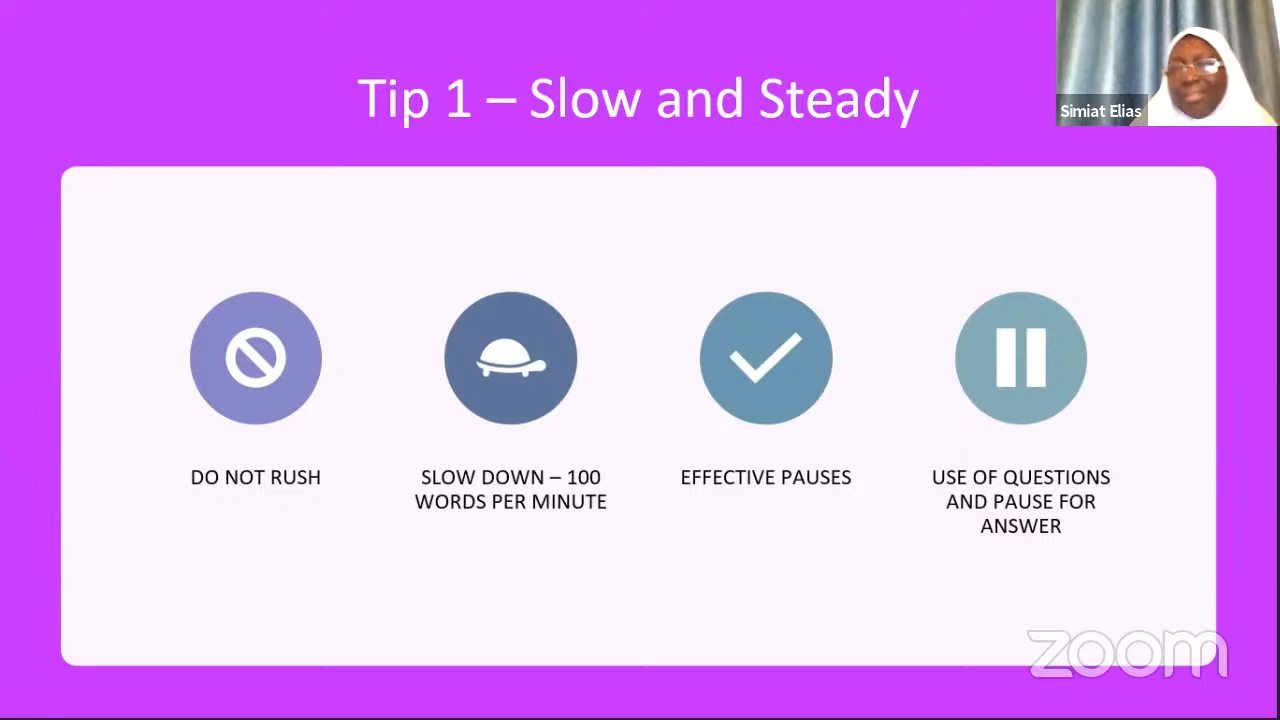 Tip 1 – Slow and Steady
Simiat Elias
DO NOT RUSH
SLOW DOWN – 100
WORDS PER MINUTE
EFFECTIVE PAUSES
USE OF QUESTIONS
AND PAUSE FOR
ANSWER
zoom